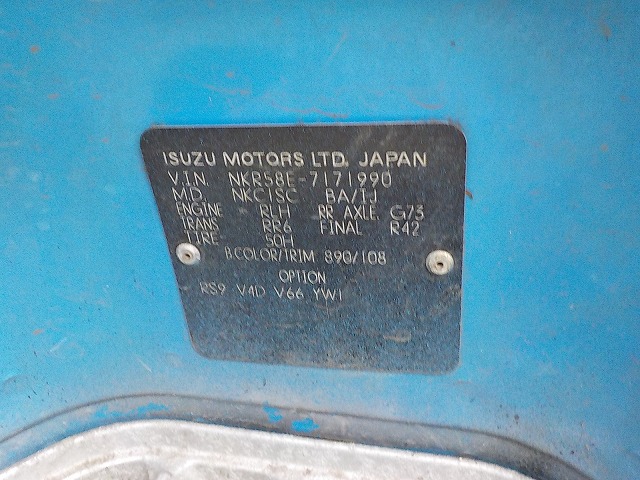 ISUZU MOTORS LTD. JAPAN
V.I.N. NKR58E-7171990
MD. NKC1SC BA/IJ
ENGINE RLH RR AXLE. G73
TRANS RR6 FINAL R42
TIRE 50H
B.COLOR/TRIM 890/108
OPTION
RS9 V4D V66 YW1